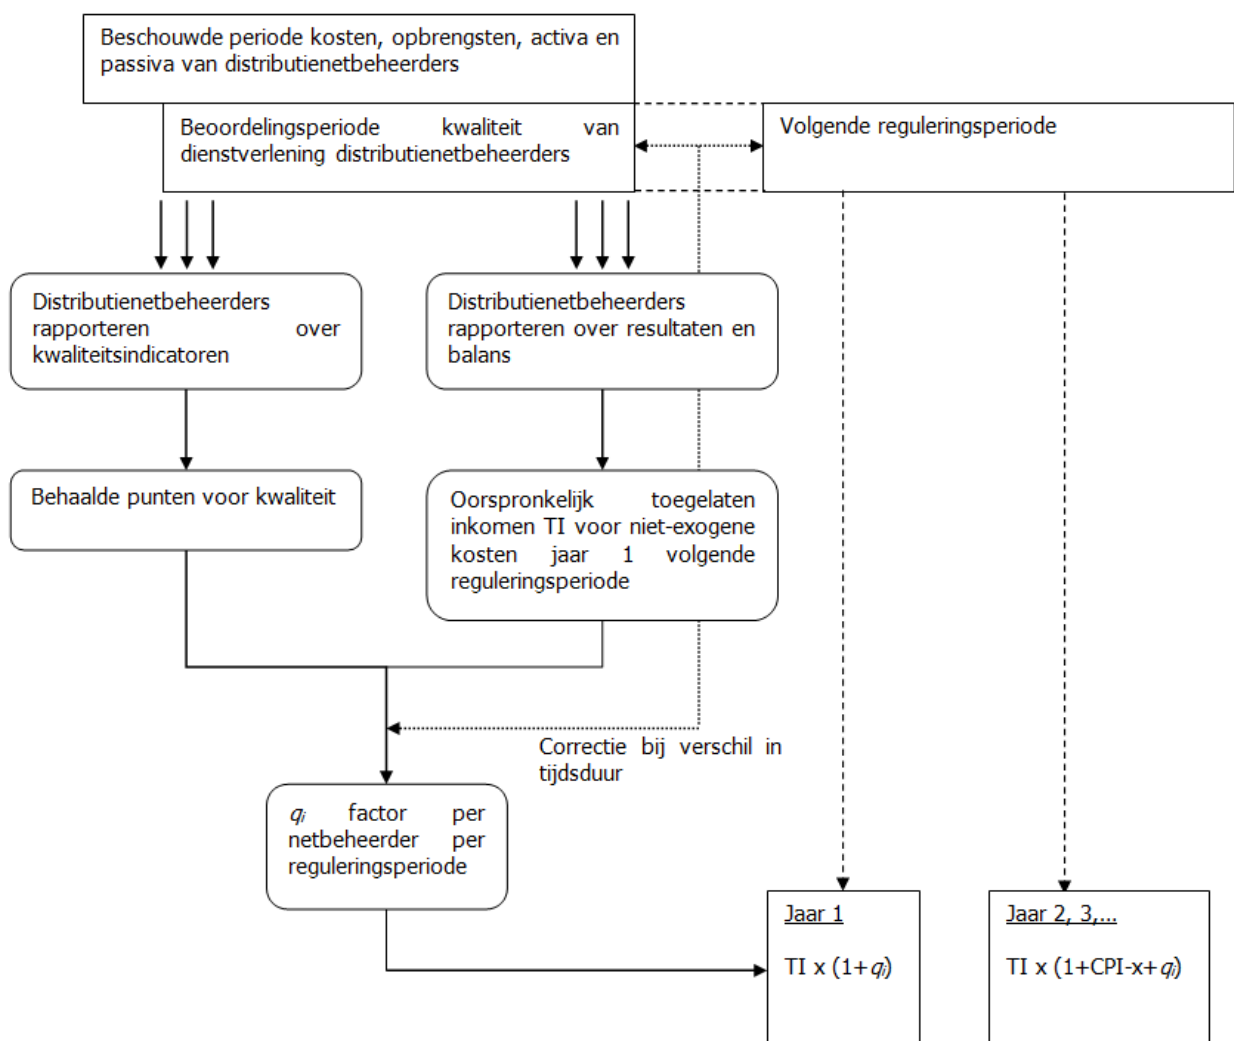 Beschouwde periode kosten, opbrengsten, activa en
passiva van distributienetbeheerders
Beoordelingsperiode kwaliteit van
dienstverlening distributienetbeheerders
Volgende reguleringsperiode
Distributienetbeheerders
rapporteren over
kwaliteitsindicatoren
Distributienetbeheerders
rapporteren over resultaten en
balans
Behaalde punten voor kwaliteit
Oorspronkelijk toegelaten
inkomen TI voor niet-exogene
kosten jaar 1 volgende
reguleringsperiode
Correctie bij verschil in
tijdsduur
qi factor per
netbeheerder per
reguleringsperiode
Jaar 1
TI x (1+qi)
Jaar 2, 3,...
TI x (1+CPI-x+qi)